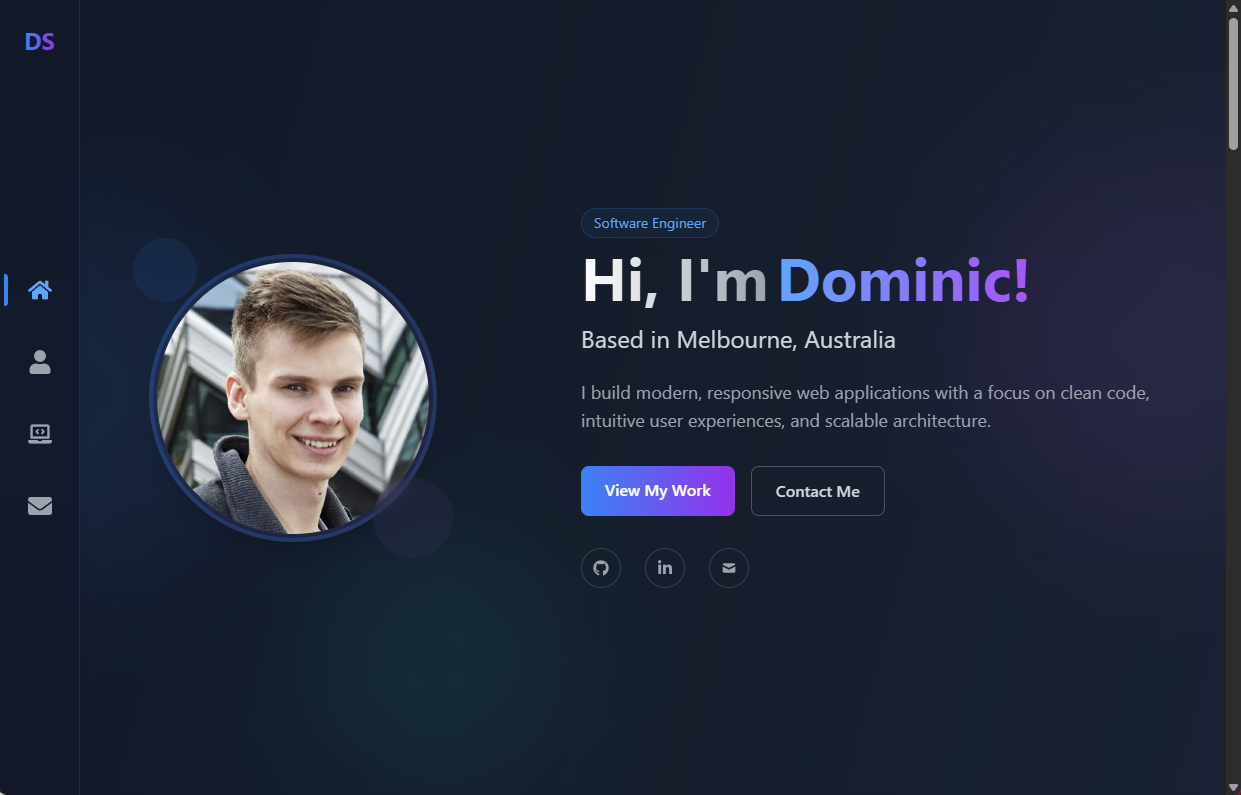 DS
Software Engineer
Hi, I'm Dominic!
Based in Melbourne, Australia
I build modern, responsive web applications with a focus on clean code,
intuitive user experiences, and scalable architecture.
View My Work
Contact Me
in